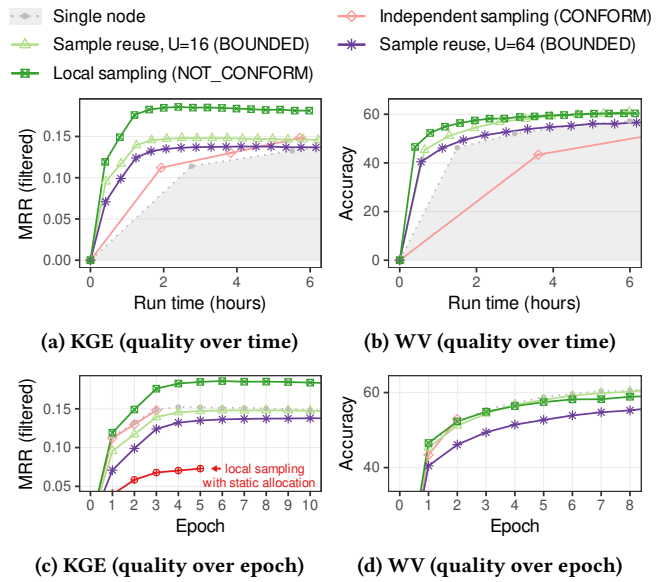 Single node
Independent sampling (CONFORM)
Sample reuse, U=16 (BOUNDED)
Sample reuse, U=64 (BOUNDED)
Local sampling (NOT_CONFORM)
MRR (filtered)
0.15
0.10
0.05
0.00
0 2 4 6
Run time (hours)
(a) KGE (quality over time)
Accuracy
60
40
20
0
0 2 4 6
Run time (hours)
(b) WV (quality over time)
MRR (filtered)
0.15
0.10
0.05
local sampling
with static allocation
0 1 2 3 4 5 6 7 8 9 10
Epoch
(c) KGE (quality over epoch)
Accuracy
60
40
0 1 2 3 4 5 6 7 8
Epoch
(d) WV (quality over epoch)